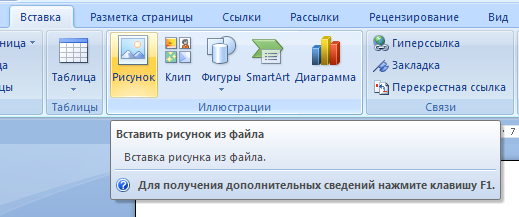 Вставка Разметка страницы Ссылки Рассылки Рецензирование Вид
Таблица
Таблицы
Рисунок Клип Фигуры SmartArt Диаграмма
Иллюстрации
Гиперссылка
Закладка
Перекрестная ссылка
Связи
Вставить рисунок из файла
Вставка рисунка из файла.
Для получения дополнительных сведений нажмите клавишу F1.
7